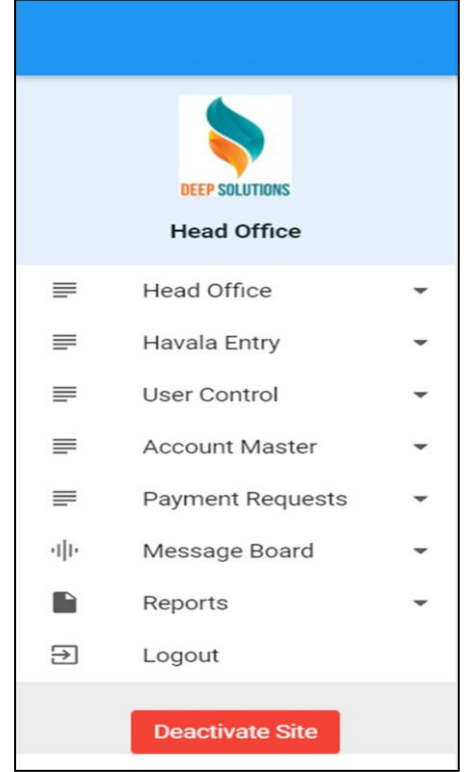 DEEP SOLUTIONS
Head Office
Head Office
Havala Entry
User Control
Account Master
Payment Requests
Message Board
Reports
Logout
Deactivate Site